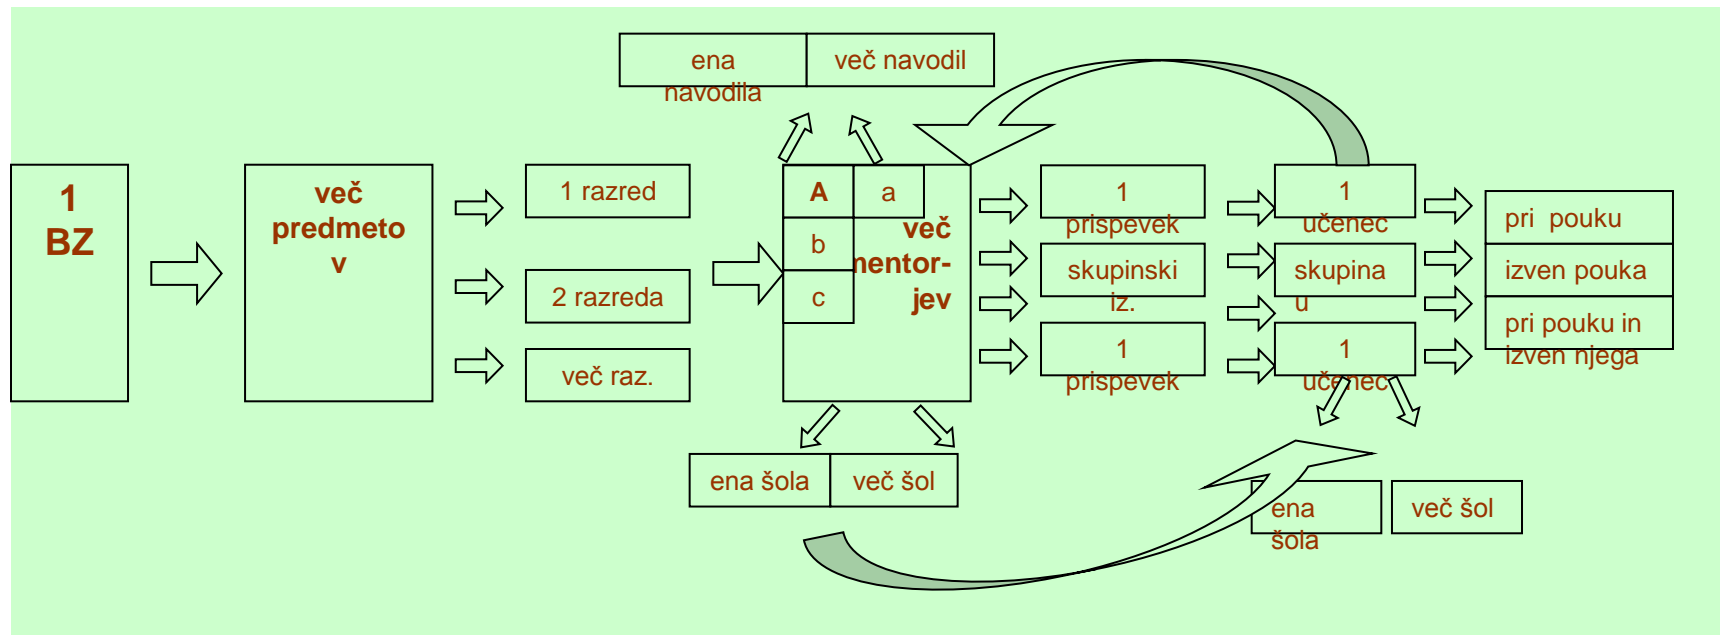 ena
navodila
več navodil
1
BZ
več
predmeto
v
1 razred
2 razreda
več raz.
A
a
b
c
več
mentor-
jev
1
prispevek
skupinski
iz.
1
prispevek
1
učenec
skupina
u
1
učenec
pri pouku
izven pouka
pri pouku in
izven njega
ena šola
več šol
ena
šola
več šol